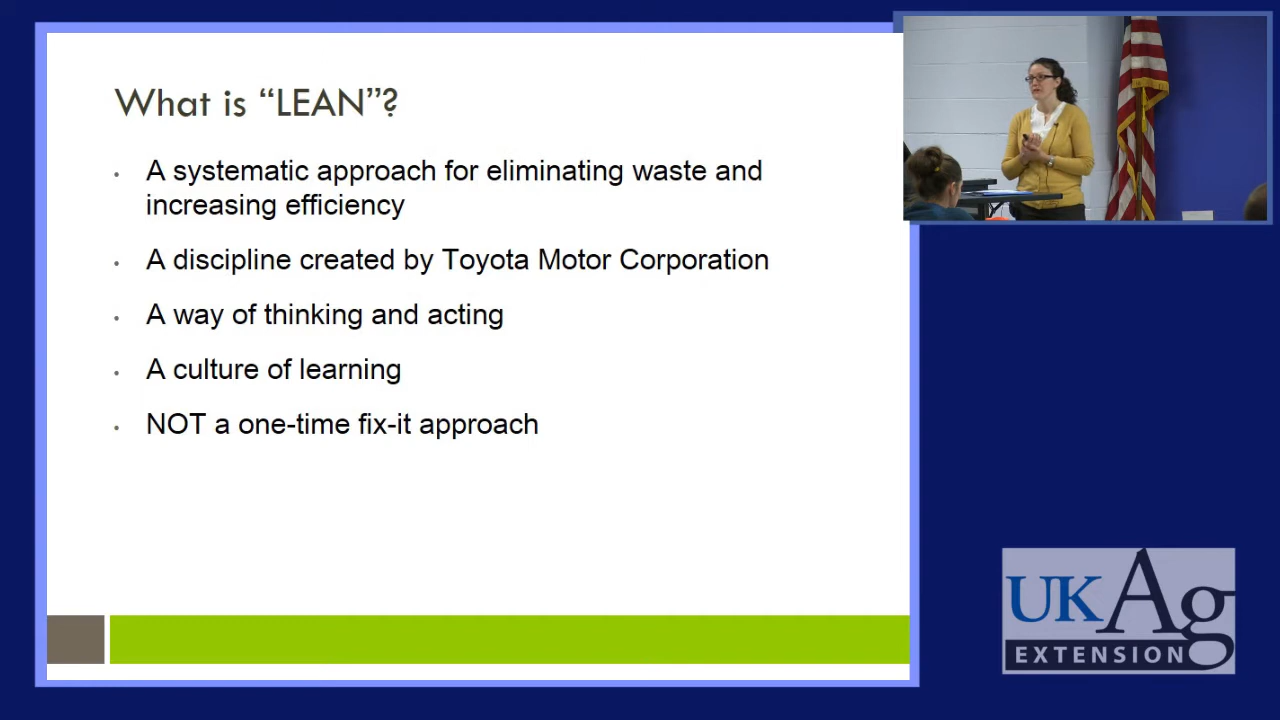 What is “LEAN”?
• A systematic approach for eliminating waste and
increasing efficiency
• A discipline created by Toyota Motor Corporation
• A way of thinking and acting
• A culture of learning
• NOT a one-time fix-it approach
UKAg
EXTENSION